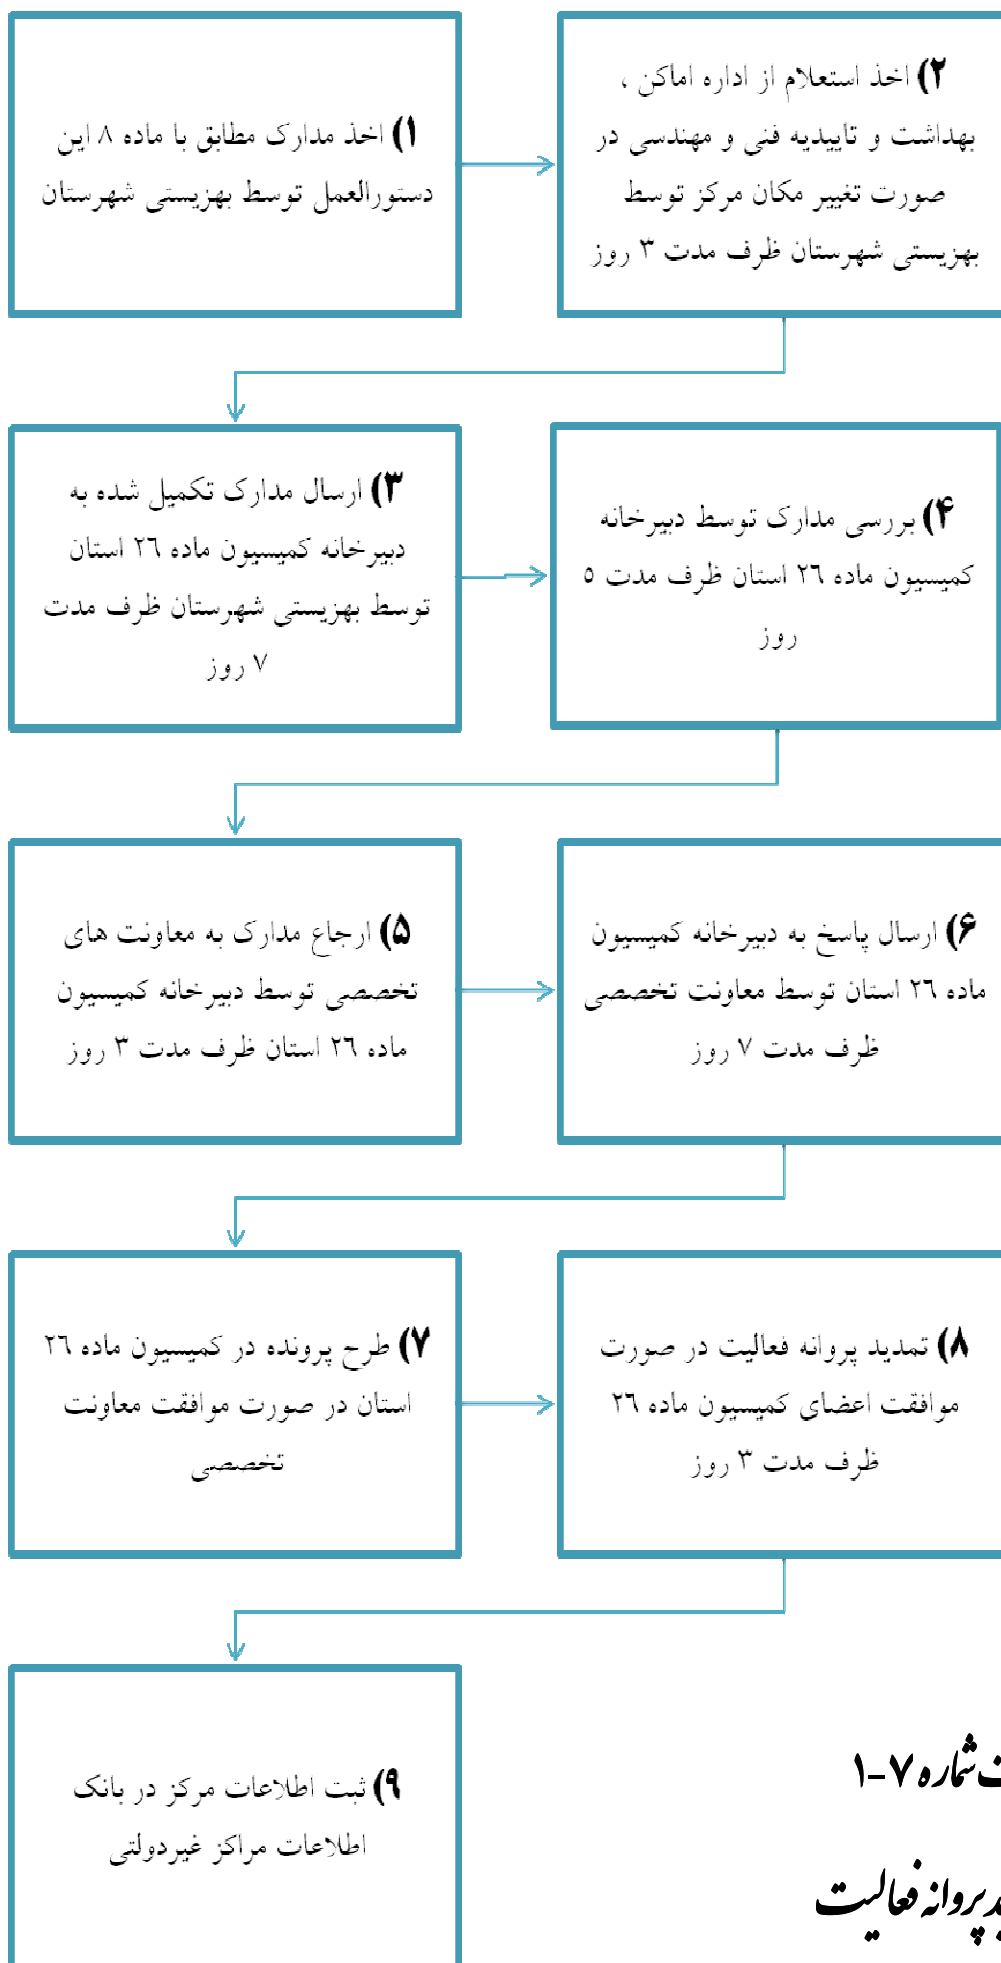 ۱) اخذ مدارک مطابق با ماده ۸ این
دستورالعمل توسط بهزیستی شهرستان
۲) اخذ استعلام از اداره اماکن ،
بهداشت و تاییدیه فنی و مهندسی در
صورت تغییر مکان مرکز توسط
بهزیستی شهرستان ظرف مدت ۳ روز
۳) ارسال مدارک تکمیل شده به
دبیرخانه کمیسیون ماده ۲۶ استان
توسط بهزیستی شهرستان ظرف مدت
۷ روز
۴) بررسی مدارک توسط دبیرخانه
کمیسیون ماده ۲۶ استان ظرف مدت ۵
روز
۵) ارجاع مدارک به معاونت های
تخصصی توسط دبیرخانه کمیسیون
ماده ۲۶ استان ظرف مدت ۳ روز
۶) ارسال پاسخ به دبیرخانه کمیسیون
ماده ۲۶ استان توسط معاونت تخصصی
ظرف مدت ۷ روز
۷) طرح پرونده در کمیسیون ماده ۲۶
استان در صورت موافقت معاونت
تخصصی
۸) تمدید پروانه فعالیت در صورت
موافقت اعضای کمیسیون ماده ۲۶
ظرف مدت ۳ روز
۹) ثبت اطلاعات مرکز در بانک
اطلاعات مراکز غیردولتی
شماره ۷-۱
پروانه فعالیت